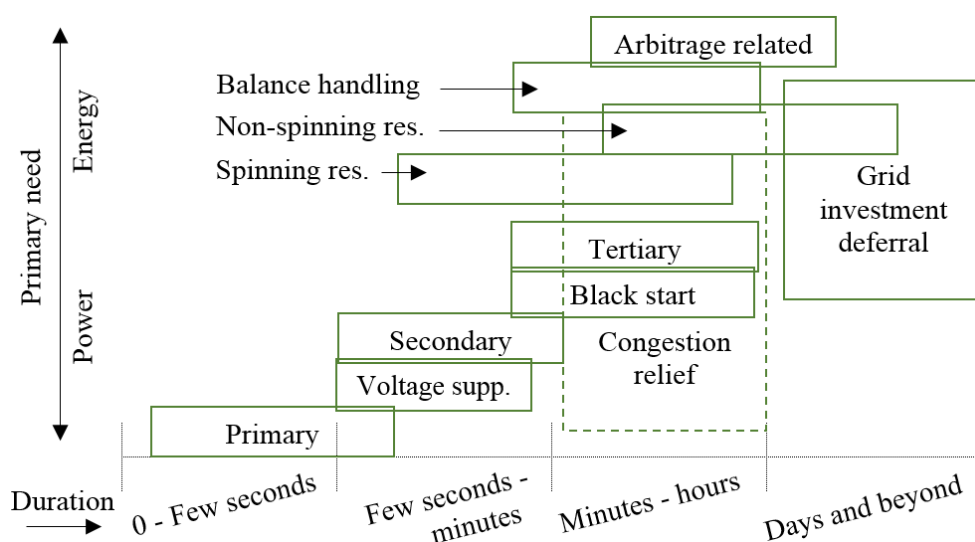 Arbitrage related
Balance handling
Non-spinning res.
Spinning res.
Grid
investment
deferral
Tertiary
Black start
Secondary
Congestion
relief
Voltage supp.
Primary
Primary need
Energy
Power
Duration
0 - Few seconds
Few seconds -
minutes
Minutes - hours
Days and beyond